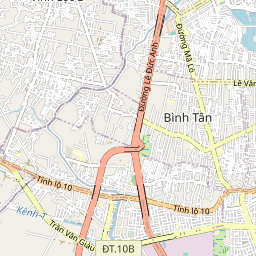 Đường Mã Lò
Đường Lê Đức Anh
Lê Văn
Bình Tân
Tỉnh lộ 10
Tỉnh lộ 10
Kênh T
Trần Văn Giàu
ĐT.10B